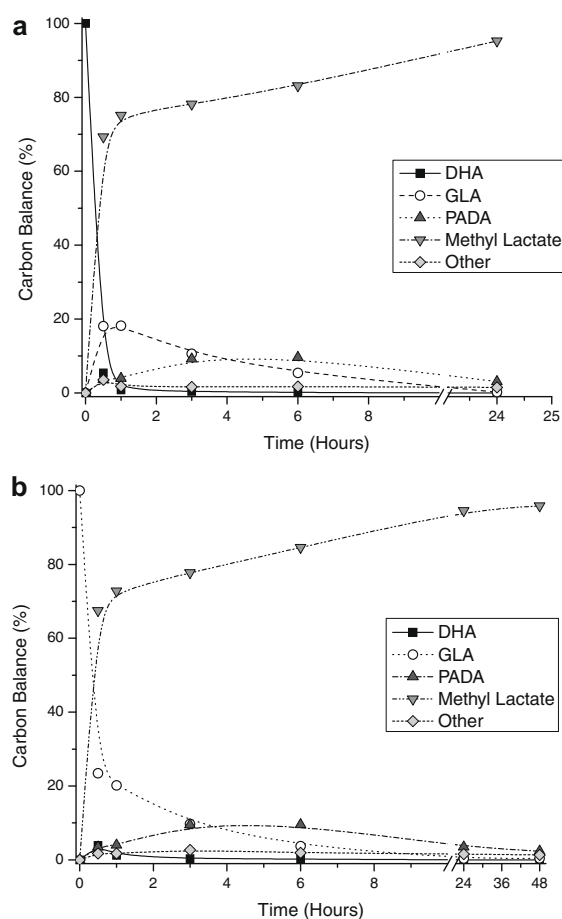 a
100
80
60
40
20
0
Carbon Balance (%)
DHA
GLA
PADA
Methyl Lactate
Other
0 2 4 6 8 24 25
Time (Hours)
b
100
80
60
40
20
0
Carbon Balance (%)
DHA
GLA
PADA
Methyl Lactate
Other
0 2 4 6 8 24 36 48
Time (Hours)